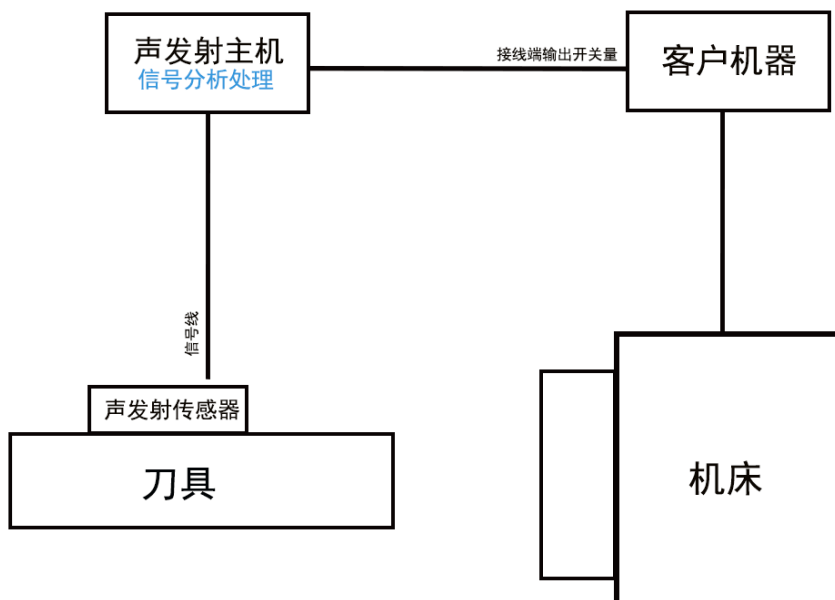 声发射主机
信号分析处理
接线端输出开关量
客户机器
信号线
声发射传感器
刀具
机床